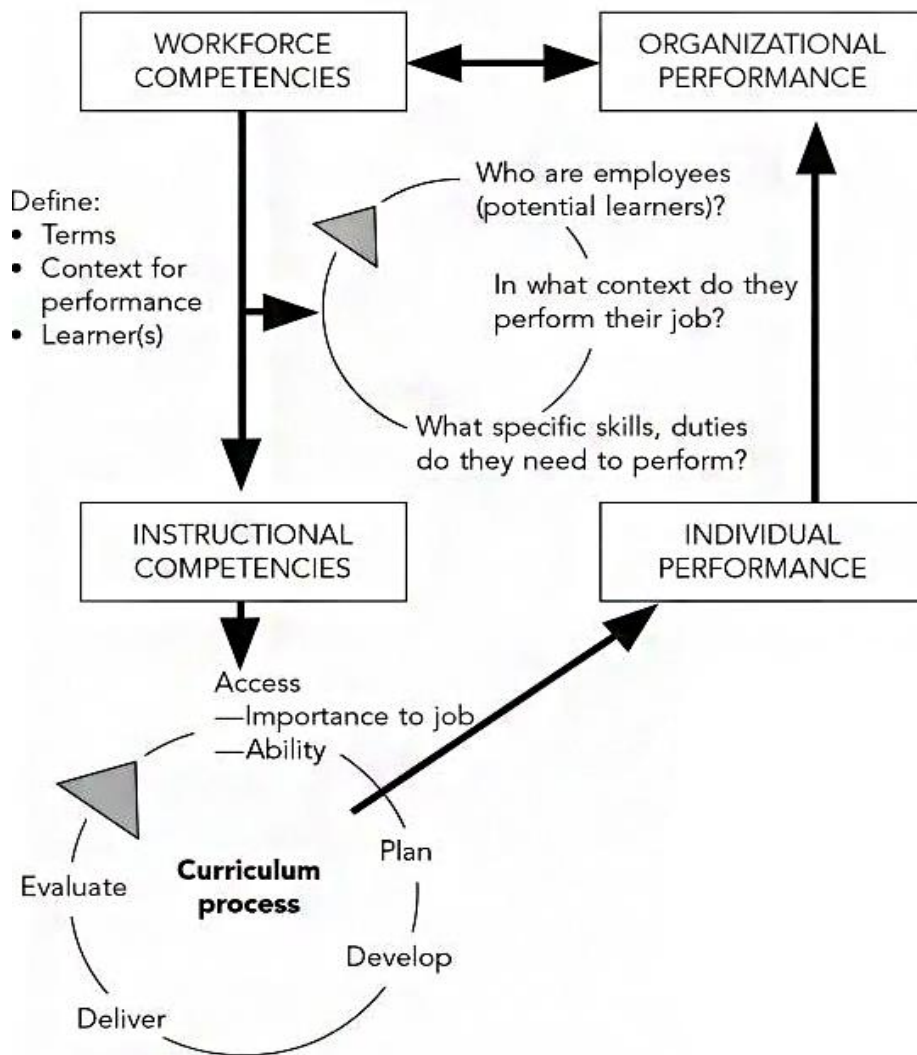 WORKFORCE
COMPETENCIES
ORGANIZATIONAL
PERFORMANCE
Define:
• Terms
• Context for
performance
• Learner(s)
Who are employees
(potential learners)?
In what context do they
perform their job?
What specific skills, duties
do they need to perform?
INSTRUCTIONAL
COMPETENCIES
INDIVIDUAL
PERFORMANCE
Access
—Importance to job
—Ability
Plan
Develop
Deliver
Evaluate
Curriculum
process